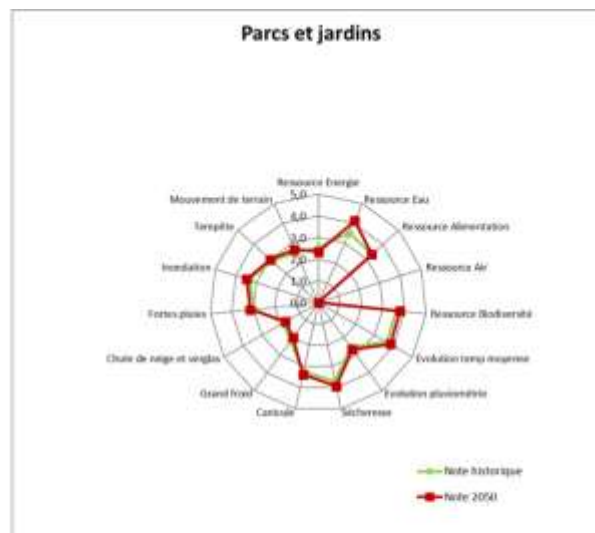 Parcs et jardins
Ressource Energie
Mouvement de terrain
Ressource Eau
Tempête
Ressource Alimentation
Inondation
Ressource Air
Fortes pluies
Ressource Biodiversité
Chute de neige et verglas
Evolution temp moyenne
Grand froid
Evolution pluviométrie
Canicule
Sécheresse
5,0
4,0
3,0
2,0
1,0
0,0
Note historique
Note 2050